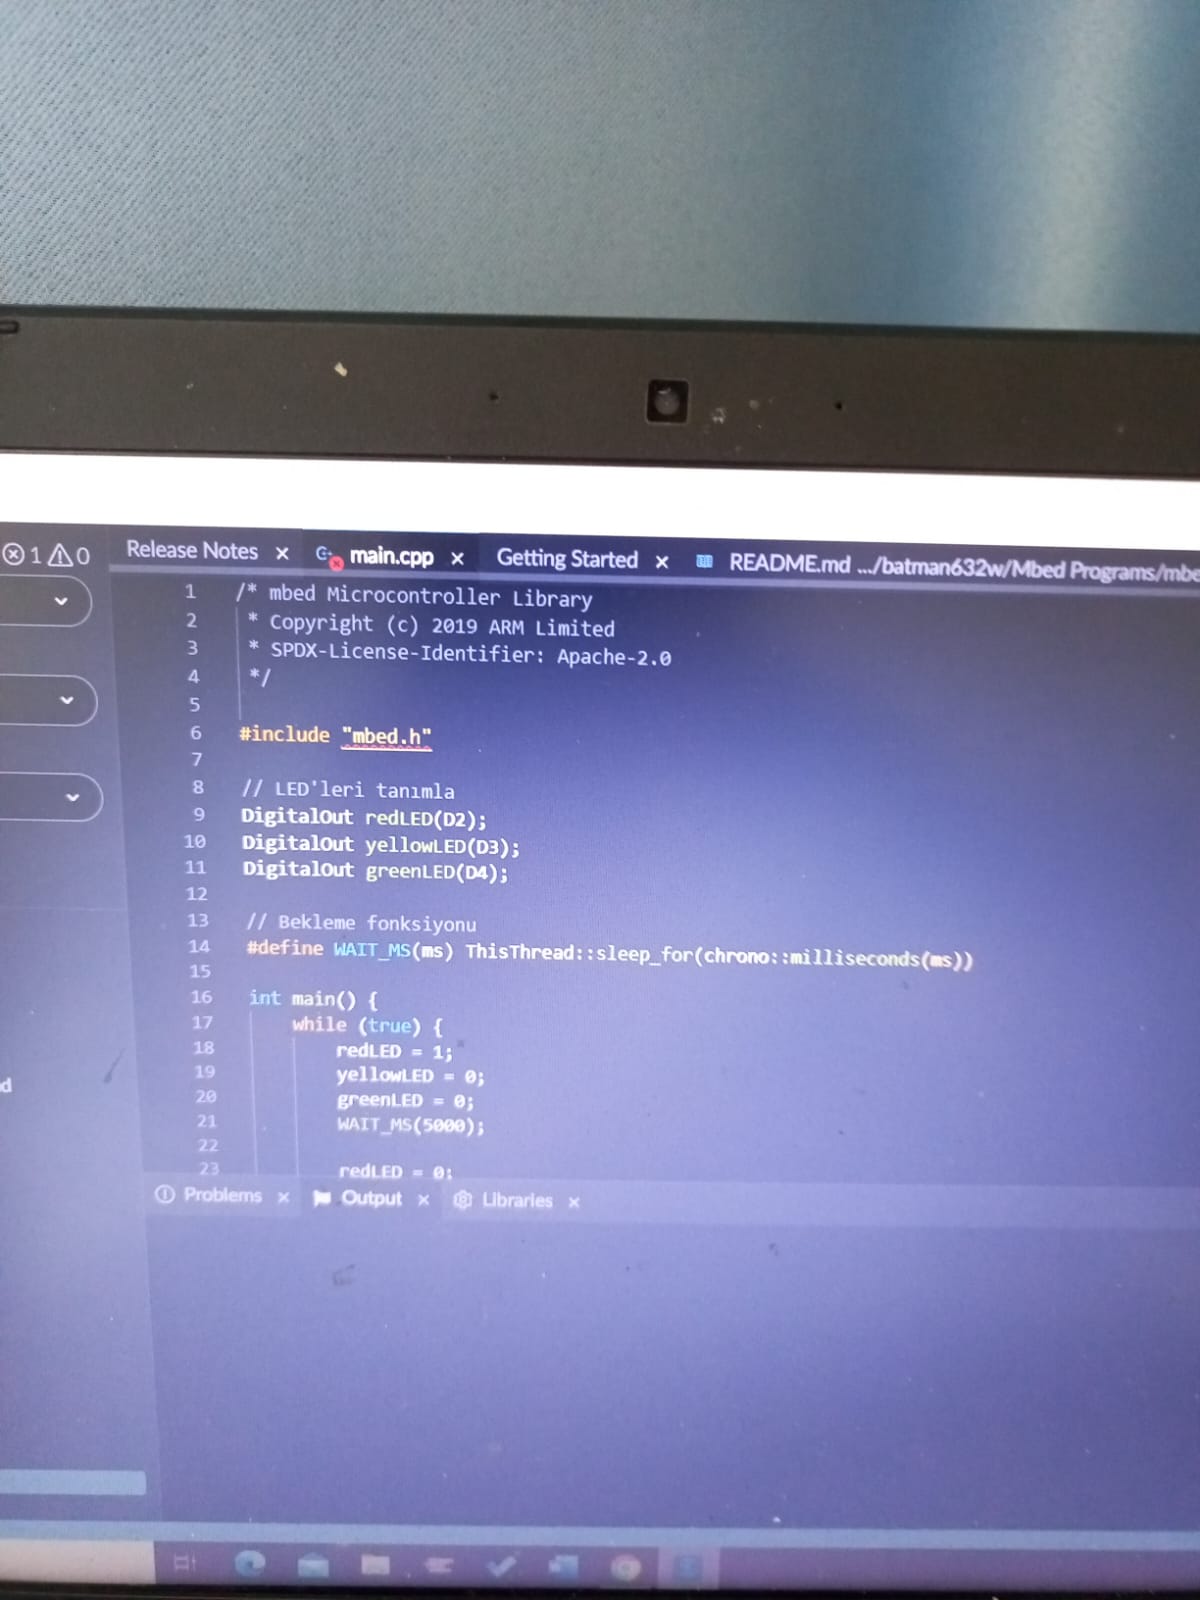 1 0
Release Notes × main.cpp × Getting Started × README.md .../batman632w/Mbed Programs/mbe
1 /* mbed Microcontroller Library
2 * Copyright (c) 2019 ARM Limited
3 * SPDX-License-Identifier: Apache-2.0
4 */
5
6 #include "mbed.h"
7
8 // LED'leri tanımla
9 DigitalOut redLED(D2);
10 DigitalOut yellowLED(D3);
11 DigitalOut greenLED(D4);
12
13 // Bekleme fonksiyonu
14 #define WAIT_MS(ms) ThisThread::sleep_for(chrono::milliseconds(ms))
15
16 int main() {
17 while (true) {
18 redLED = 1;
19 yellowLED = 0;
20 greenLED = 0;
21 WAIT_MS(5000);
22
23 redLED = 0;
d
Problems × Output × Libraries ×